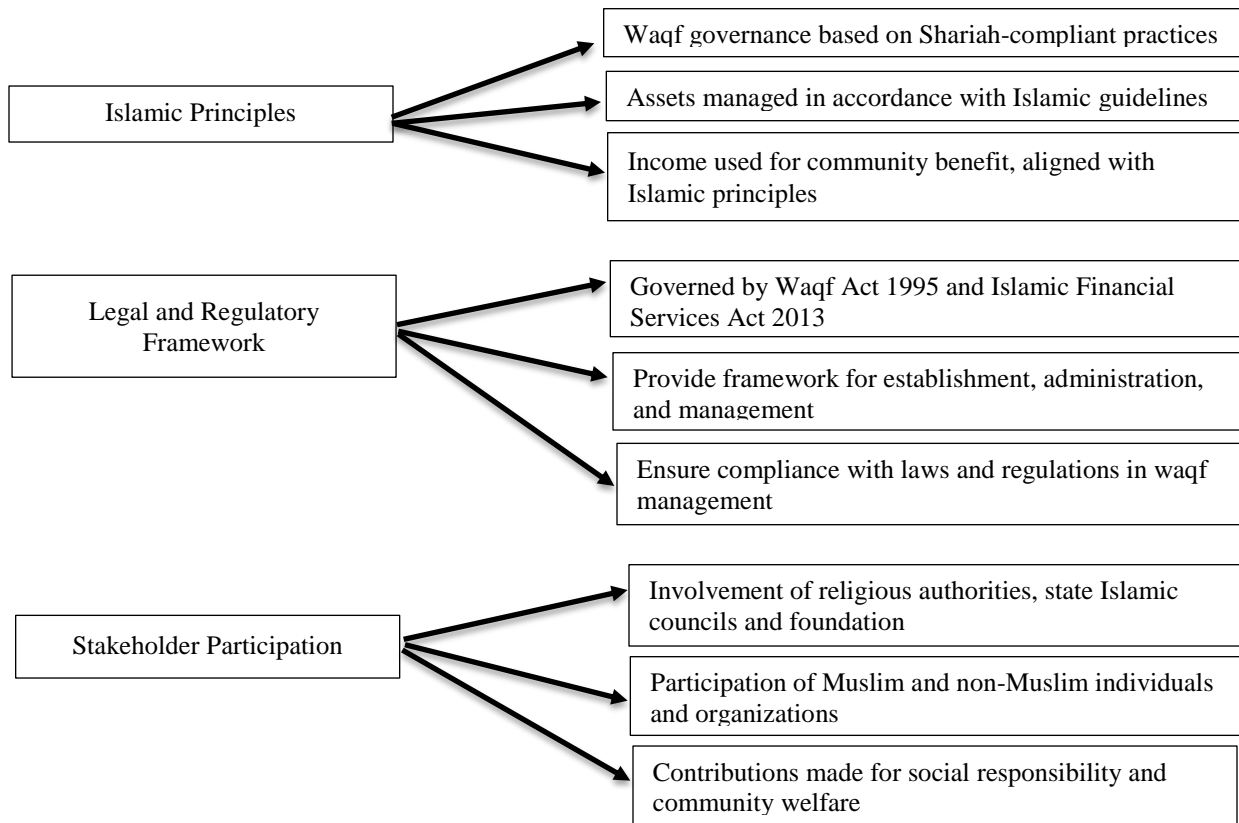 Islamic Principles
Waqf governance based on Shariah-compliant practices
Assets managed in accordance with Islamic guidelines
Income used for community benefit, aligned with
Islamic principles
Legal and Regulatory
Framework
Governed by Waqf Act 1995 and Islamic Financial
Services Act 2013
Provide framework for establishment, administration,
and management
Ensure compliance with laws and regulations in waqf
management
Stakeholder Participation
Involvement of religious authorities, state Islamic
councils and foundation
Participation of Muslim and non-Muslim individuals
and organizations
Contributions made for social responsibility and
community welfare